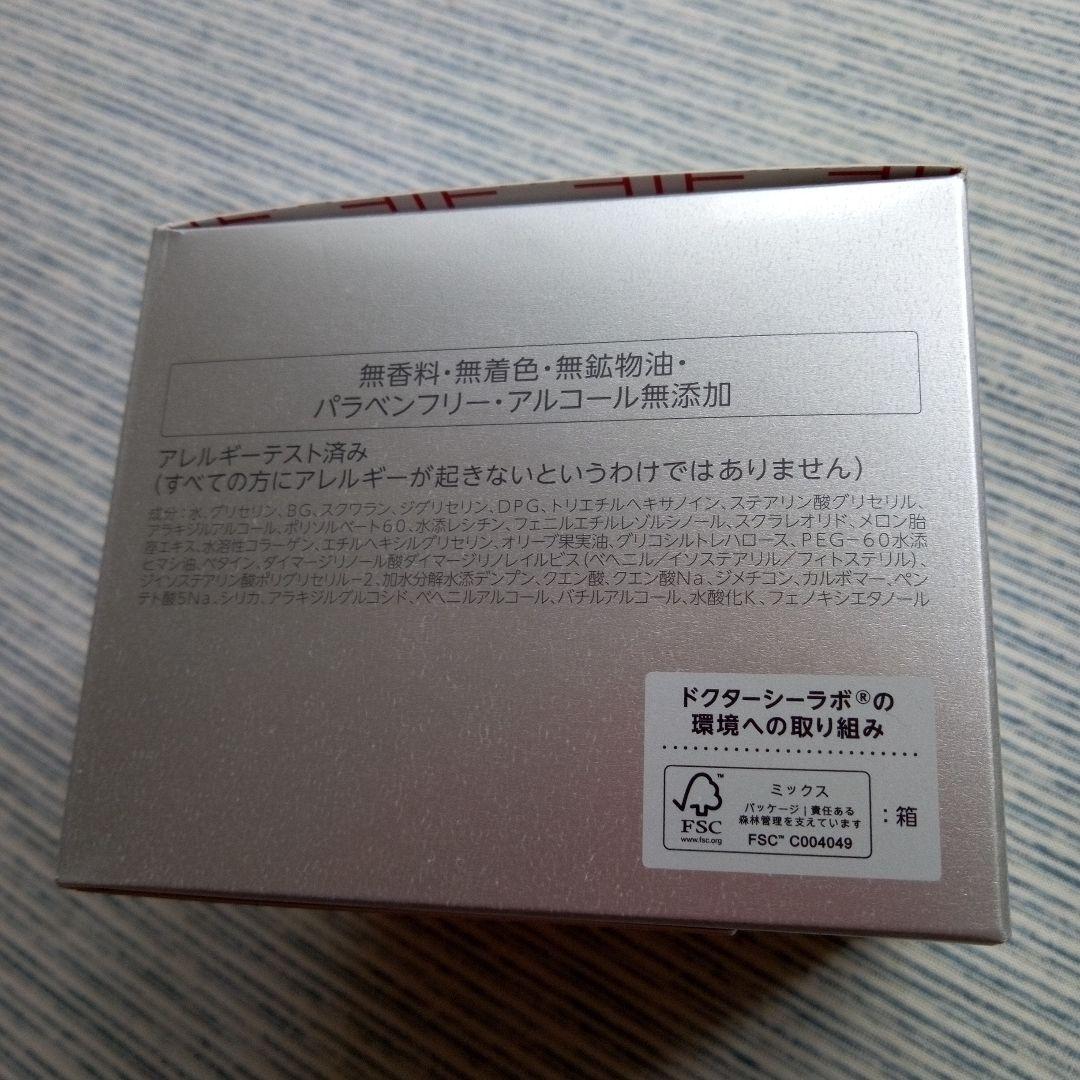 無香料・無着色・無鉱物油・
パラベンフリー・アルコール無添加
アレルギーテスト済み
(すべての方にアレルギーが起きないというわけではありません)
成分：水、グリセリン、BG、スクワラン、ジグリセリン、DPG、トリエチルヘキサノイン、ステアリン酸グリセリル、
アラキジルアルコール、ポリソルベート60、水添レシチン、フェニルエチルレゾルシノール、スクラレオリド、メロン胎
座エキス、水溶性コラーゲン、エチルヘキシルグリセリン、オリーブ果実油、グリコシルトレハロース、PEG-60水添
ヒマシ油、ベタイン、ダイマージリノール酸ダイマージリノレイルビス(ベヘニル/イソステアリル/フィトステリル)、
イソステアリン酸ポリグリセリル-2、加水分解水添デンプン、クエン酸、クエン酸Na、ジメチコン、カルボマー、ペン
テト酸5Na、シリカ、アラキジルグルコシド、ベヘニルアルコール、バチルアルコール、水酸化K、フェノキシエタノール
ドクターシーラボ®の
環境への取り組み
FSC™
www.fsc.org
ミックス
パッケージ|責任ある
森林管理を支えています
FSC™ C004049
：箱